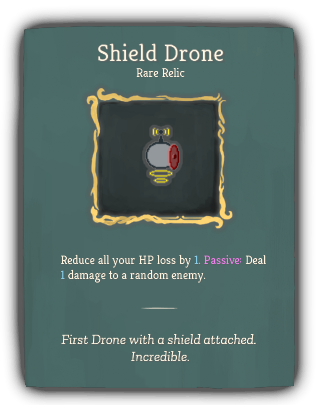 Shield Drone
Rare Relic
Reduce all your HP loss by 1. Passive: Deal
1 damage to a random enemy.
First Drone with a shield attached.
Incredible.